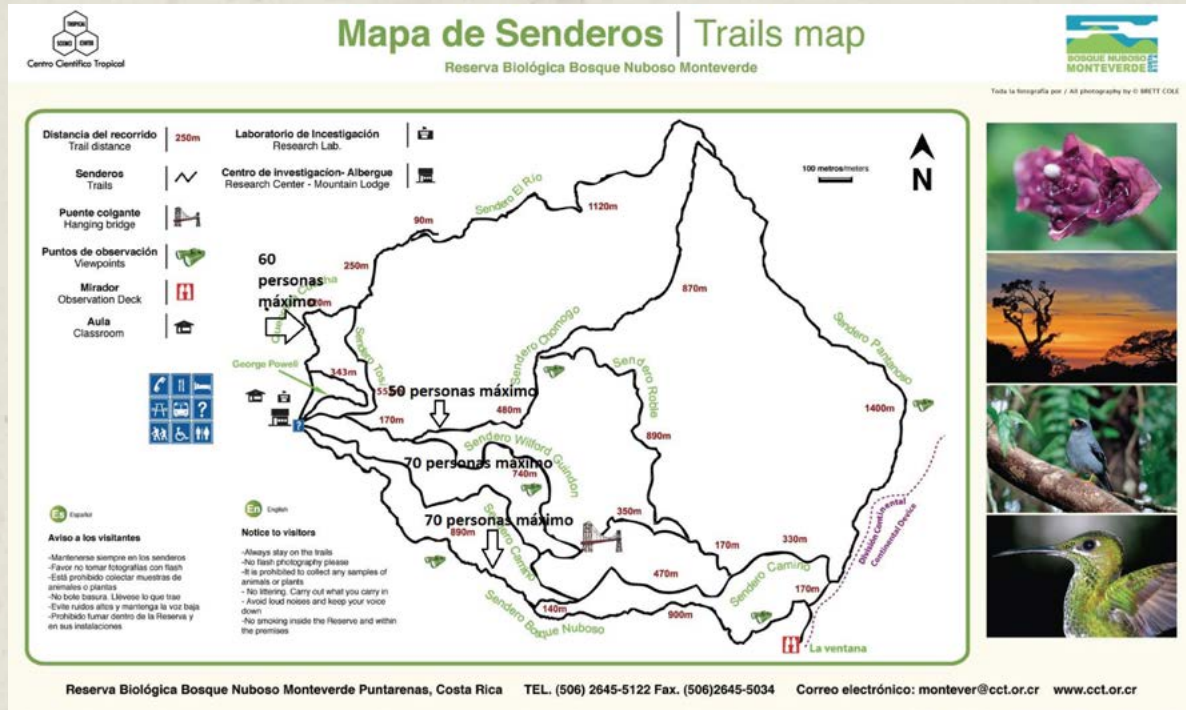 Mapa de Senderos | Trails map
Reserva Biológica Bosque Nuboso Monteverde
TROPICAL
SCIENCE CENTER
Centro Científico Tropical
BOSQUE NUBOSO
MONTEVERDE
COSTA RICA
Toda la fotografía por / All photography by © BRETT COLE
Distancia del recorrido
Trail distance
250m
Senderos
Trails
Puente colgante
Hanging bridge
Puntos de observación
Viewpoints
Mirador
Observation Deck
Aula
Classroom
Laboratorio de Incestigación
Research Lab.
Centro de investigacíon- Albergue
Research Center - Mountain Lodge
100 metros/meters
N
Sendero El Río
1120m
90m
250m
60
personas
máximo
870m
Sendero Chomogo
Sendero Pantanoso
George Powell
343m
50 personas máximo
170m
480m
Sendero Roble
890m
1400m
Sendero Wilford Guindon
70 personas máximo
740m
70 personas máximo
890m
Sendero Camino
350m
170m
330m
470m
Sendero Camino
170m
140m
900m
Sendero Bosque Nuboso
División Continental
Continental Device
La ventana
?
?
Es Español
Aviso a los visitantes
-Mantenerse siempre en los senderos
-Favor no tomar fotografías con flash
-Está prohibido colectar muestras de
animales o plantas
-No bote basura. Llévese lo que trae
-Evite ruidos altos y mantenga la voz baja
-Prohibido fumar dentro de la Reserva y
en sus instalaciones
En English
Notice to visitors
-Always stay on the trails
-No flash photography please
-It is prohibited to collect any samples of
animals or plants
- No littering. Carry out what you carry in
- Avoid loud noises and keep your voice
down
-No smoking inside the Reserve and within
the premises
Reserva Biológica Bosque Nuboso Monteverde Puntarenas, Costa Rica TEL. (506) 2645-5122 Fax. (506)2645-5034 Correo electrónico: montever@cct.or.cr www.cct.or.cr